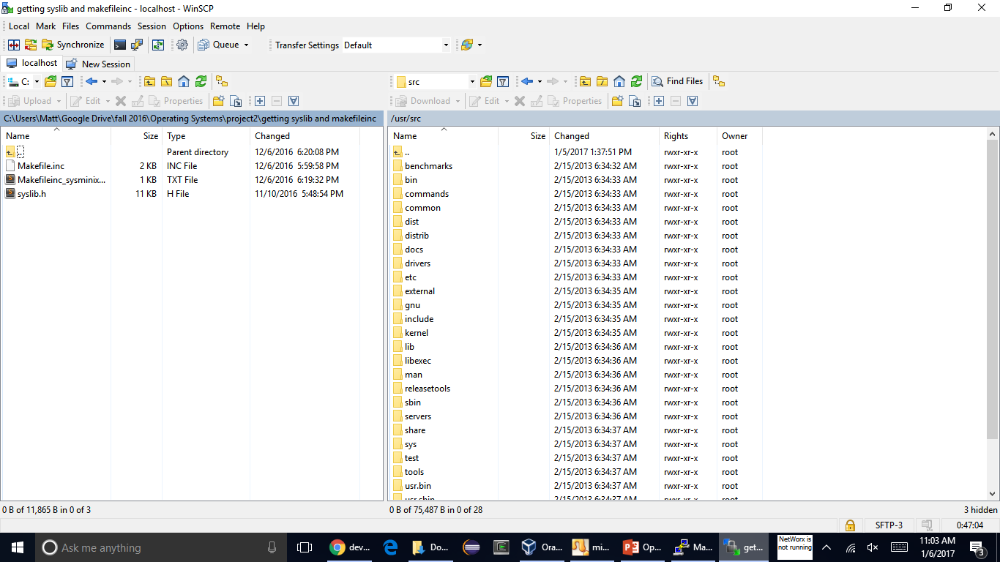 getting syslib and makefileinc - localhost - WinSCP
Local Mark Files Commands Session Options Remote Help
Synchronize Queue Transfer Settings Default
localhost New Session
C: src Find Files
Upload Edit Properties Download Edit Properties
C:\Users\Matt\Google Drive\fall 2016\Operating Systems\project2\getting syslib and makefileinc /usr/src
Name Size Type Changed Name Size Changed Rights Owner
.. Parent directory 12/6/2016 6:20:08 PM .. 1/5/2017 1:37:51 PM rwxr-xr-x root
Makefile.inc 2 KB INC File 12/6/2016 5:59:58 PM benchmarks 2/15/2013 6:34:32 AM rwxr-xr-x root
Makefileinc_sysminix... 1 KB TXT File 12/6/2016 6:19:32 PM bin 2/15/2013 6:34:33 AM rwxr-xr-x root
syslib.h 11 KB H File 11/10/2016 5:48:54 PM commands 2/15/2013 6:34:33 AM rwxr-xr-x root
common 2/15/2013 6:34:33 AM rwxr-xr-x root
dist 2/15/2013 6:34:33 AM rwxr-xr-x root
distrib 2/15/2013 6:34:33 AM rwxr-xr-x root
docs 2/15/2013 6:34:33 AM rwxr-xr-x root
drivers 2/15/2013 6:34:33 AM rwxr-xr-x root
etc 2/15/2013 6:34:33 AM rwxr-xr-x root
external 2/15/2013 6:34:35 AM rwxr-xr-x root
gnu 2/15/2013 6:34:35 AM rwxr-xr-x root
include 2/15/2013 6:34:35 AM rwxr-xr-x root
kernel 2/15/2013 6:34:35 AM rwxr-xr-x root
lib 2/15/2013 6:34:36 AM rwxr-xr-x root
libexec 2/15/2013 6:34:36 AM rwxr-xr-x root
man 2/15/2013 6:34:36 AM rwxr-xr-x root
releasetools 2/15/2013 6:34:36 AM rwxr-xr-x root
sbin 2/15/2013 6:34:36 AM rwxr-xr-x root
servers 2/15/2013 6:34:36 AM rwxr-xr-x root
share 2/15/2013 6:34:37 AM rwxr-xr-x root
sys 2/15/2013 6:34:37 AM rwxr-xr-x root
test 2/15/2013 6:34:37 AM rwxr-xr-x root
tools 2/15/2013 6:34:37 AM rwxr-xr-x root
usr.bin 2/15/2013 6:34:37 AM rwxr-xr-x root
usr.sbin 2/15/2013 6:34:37 AM rwxr-xr-x root
0 B of 11,865 B in 0 of 3 0 B of 75,487 B in 0 of 28 3 hidden
SFTP-3 0:47:04
Ask me anything dev... Do... Ora... mi... Op... Ma... get... NetWorx is not running 11:03 AM
1/6/2017 3